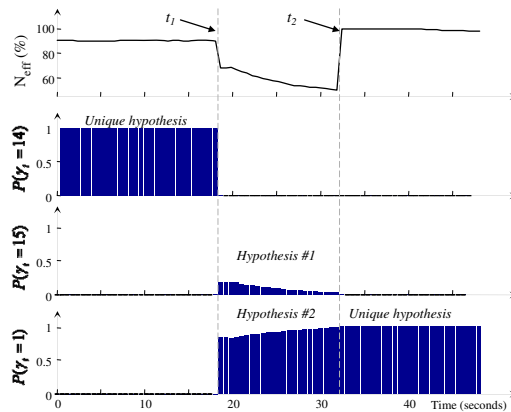 t1 t2
N_eff (%)
100
80
60
Unique hypothesis
P(γt = 14)
1
0.5
0
P(γt = 15)
1
0.5
0
Hypothesis #1
P(γt = 1)
1
0.5
0
Hypothesis #2 Unique hypothesis
0 10 20 30 40 Time (seconds)